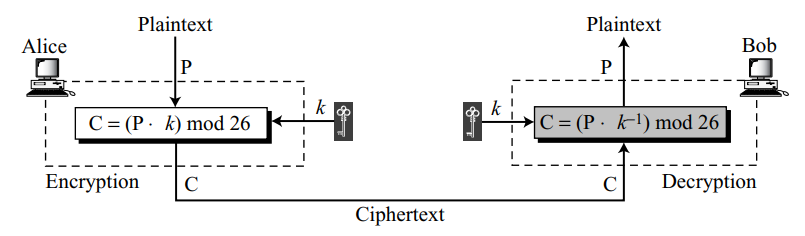 Plaintext
Plaintext
Alice
Bob
P
P
k
k
C = (P · k) mod 26
C = (P · k⁻¹) mod 26
Encryption
C
C
Decryption
Ciphertext